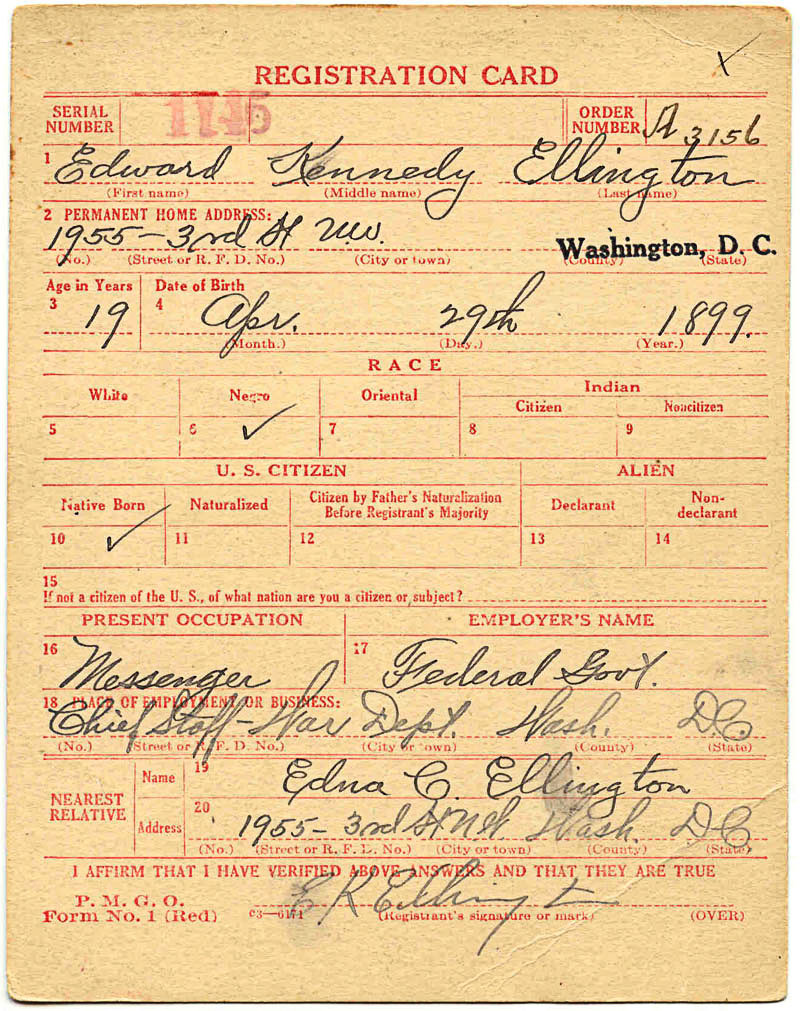 REGISTRATION CARD
SERIAL NUMBER 1745 ORDER NUMBER A 3156
1 Edward Kennedy Ellington
(First name) (Middle name) (Last name)
2 PERMANENT HOME ADDRESS:
1955 - 3rd St N.W. Washington, D. C.
(No.) (Street or R. F. D. No.) (City or town) (County) (State)
Age in Years Date of Birth
3 19 4 Apr. 29th 1899.
(Month.) (Day.) (Year.)
RACE
White Negro Oriental Indian
Citizen Noncitizen
5 6 ✓ 7 8 9
U. S. CITIZEN ALIEN
Native Born Naturalized Citizen by Father's Naturalization Before Registrant's Majority Declarant Non-declarant
10 ✓ 11 12 13 14
15
If not a citizen of the U. S., of what nation are you a citizen or subject?
PRESENT OCCUPATION EMPLOYER'S NAME
16 Messenger 17 Federal Govt.
18 PLACE OF EMPLOYMENT OR BUSINESS:
Chief Staff - War Dept. Wash. D.C.
(No.) (Street or R. F. D. No.) (City or town) (County) (State)
NEAREST RELATIVE
Name 19 Edna C. Ellington
Address 20 1955 - 3rd St NW Wash. D.C.
(No.) (Street or R. F. D. No.) (City or town) (County) (State)
I AFFIRM THAT I HAVE VERIFIED ABOVE ANSWERS AND THAT THEY ARE TRUE
P. M. G. O.
Form No. 1 (Red) 03-6171 E K Ellington
(Registrant's signature or mark) (OVER)